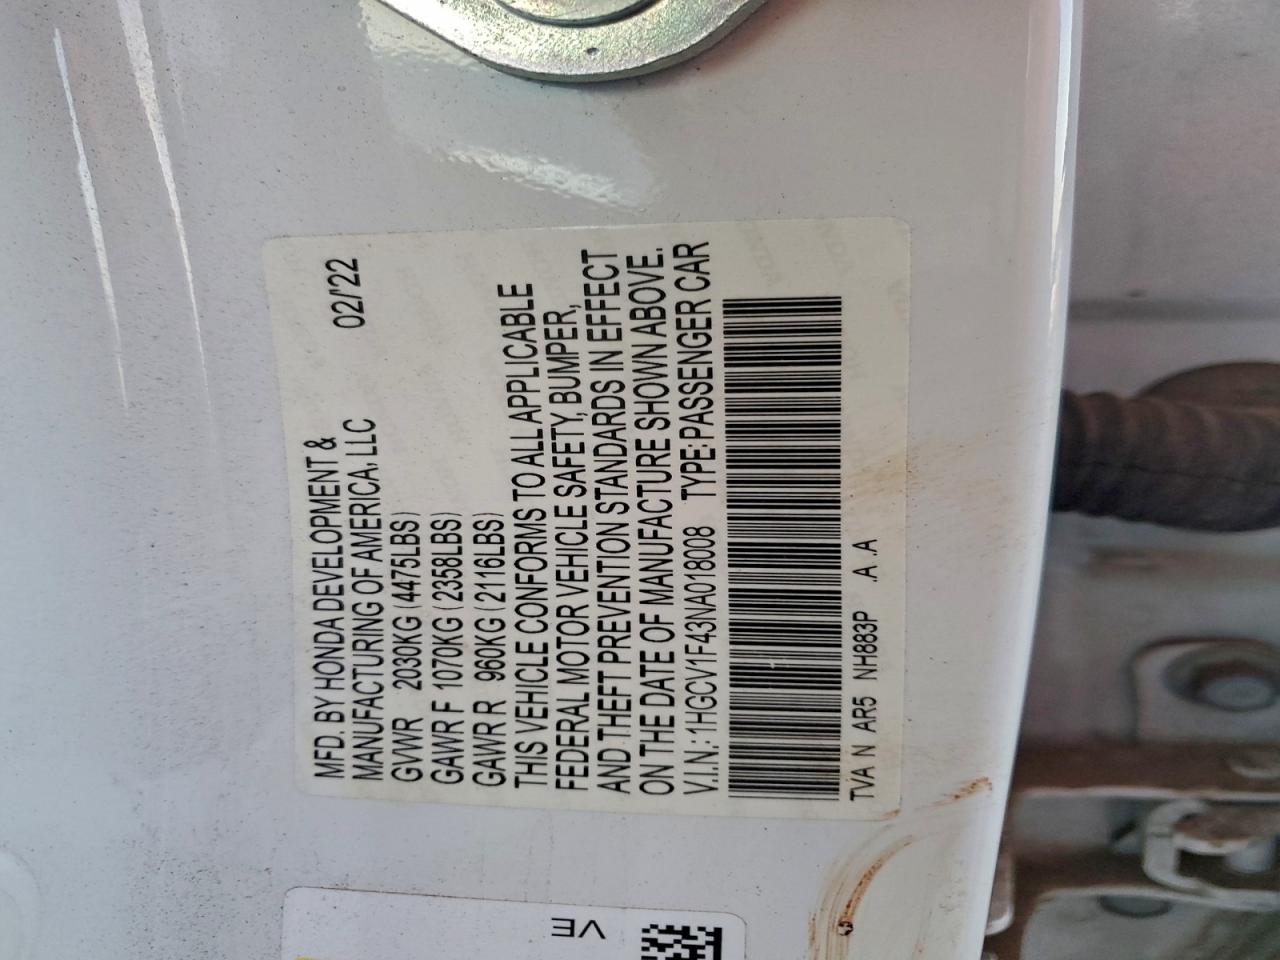 MFD. BY HONDA DEVELOPMENT & 02/'22
MANUFACTURING OF AMERICA, LLC
GVWR 2030KG (4475LBS)
GAWR F 1070KG (2358LBS)
GAWR R 960KG (2116LBS)
THIS VEHICLE CONFORMS TO ALL APPLICABLE
FEDERAL MOTOR VEHICLE SAFETY, BUMPER,
AND THEFT PREVENTION STANDARDS IN EFFECT
ON THE DATE OF MANUFACTURE SHOWN ABOVE.
V.I.N.: 1HGCV1F43NA018008 TYPE: PASSENGER CAR
TVA N AR5 NH883P .A .A
VE